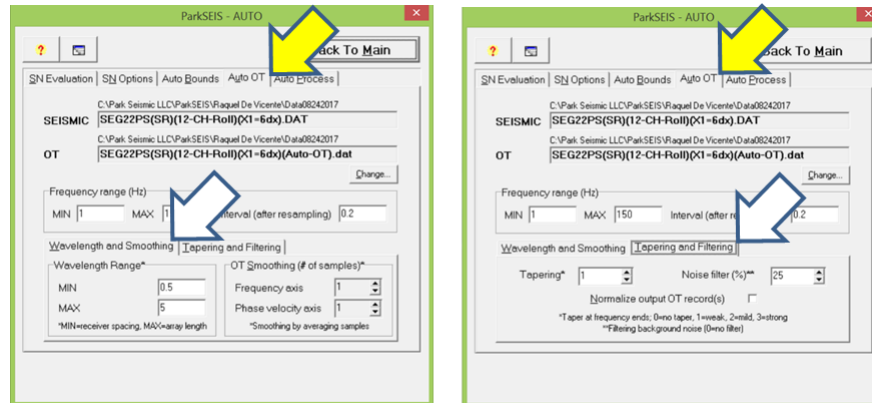 ParkSEIS - AUTO
?
Back To Main
SN Evaluation SN Options Auto Bounds Auto OT Auto Process
C:\Park Seismic LLC\ParkSEIS\Raquel De Vicente\Data08242017
SEISMIC SEG22PS(SR)(12-CH-Roll)(X1=6dx).DAT
C:\Park Seismic LLC\ParkSEIS\Raquel De Vicente\Data08242017
OT SEG22PS(SR)(12-CH-Roll)(X1=6dx)(Auto-OT).dat
Change...
Frequency range (Hz)
MIN 1 MAX Interval (after resampling) 0.2
Wavelength and Smoothing Tapering and Filtering
Wavelength Range* OT Smoothing (# of samples)*
MIN 0.5 Frequency axis 1
MAX 5 Phase velocity axis 1
*MIN=receiver spacing, MAX=array length *Smoothing by averaging samples
ParkSEIS - AUTO
?
Back To Main
SN Evaluation SN Options Auto Bounds Auto OT Auto Process
C:\Park Seismic LLC\ParkSEIS\Raquel De Vicente\Data08242017
SEISMIC SEG22PS(SR)(12-CH-Roll)(X1=6dx).DAT
C:\Park Seismic LLC\ParkSEIS\Raquel De Vicente\Data08242017
OT SEG22PS(SR)(12-CH-Roll)(X1=6dx)(Auto-OT).dat
Change...
Frequency range (Hz)
MIN 1 MAX 150 Interval (after 0.2
Wavelength and Smoothing Tapering and Filtering
Tapering* 1 Noise filter (%)** 25
Normalize output OT record(s)
*Taper at frequency ends; 0=no taper, 1=weak, 2=mild, 3=strong
**Filtering background noise (0=no filter)